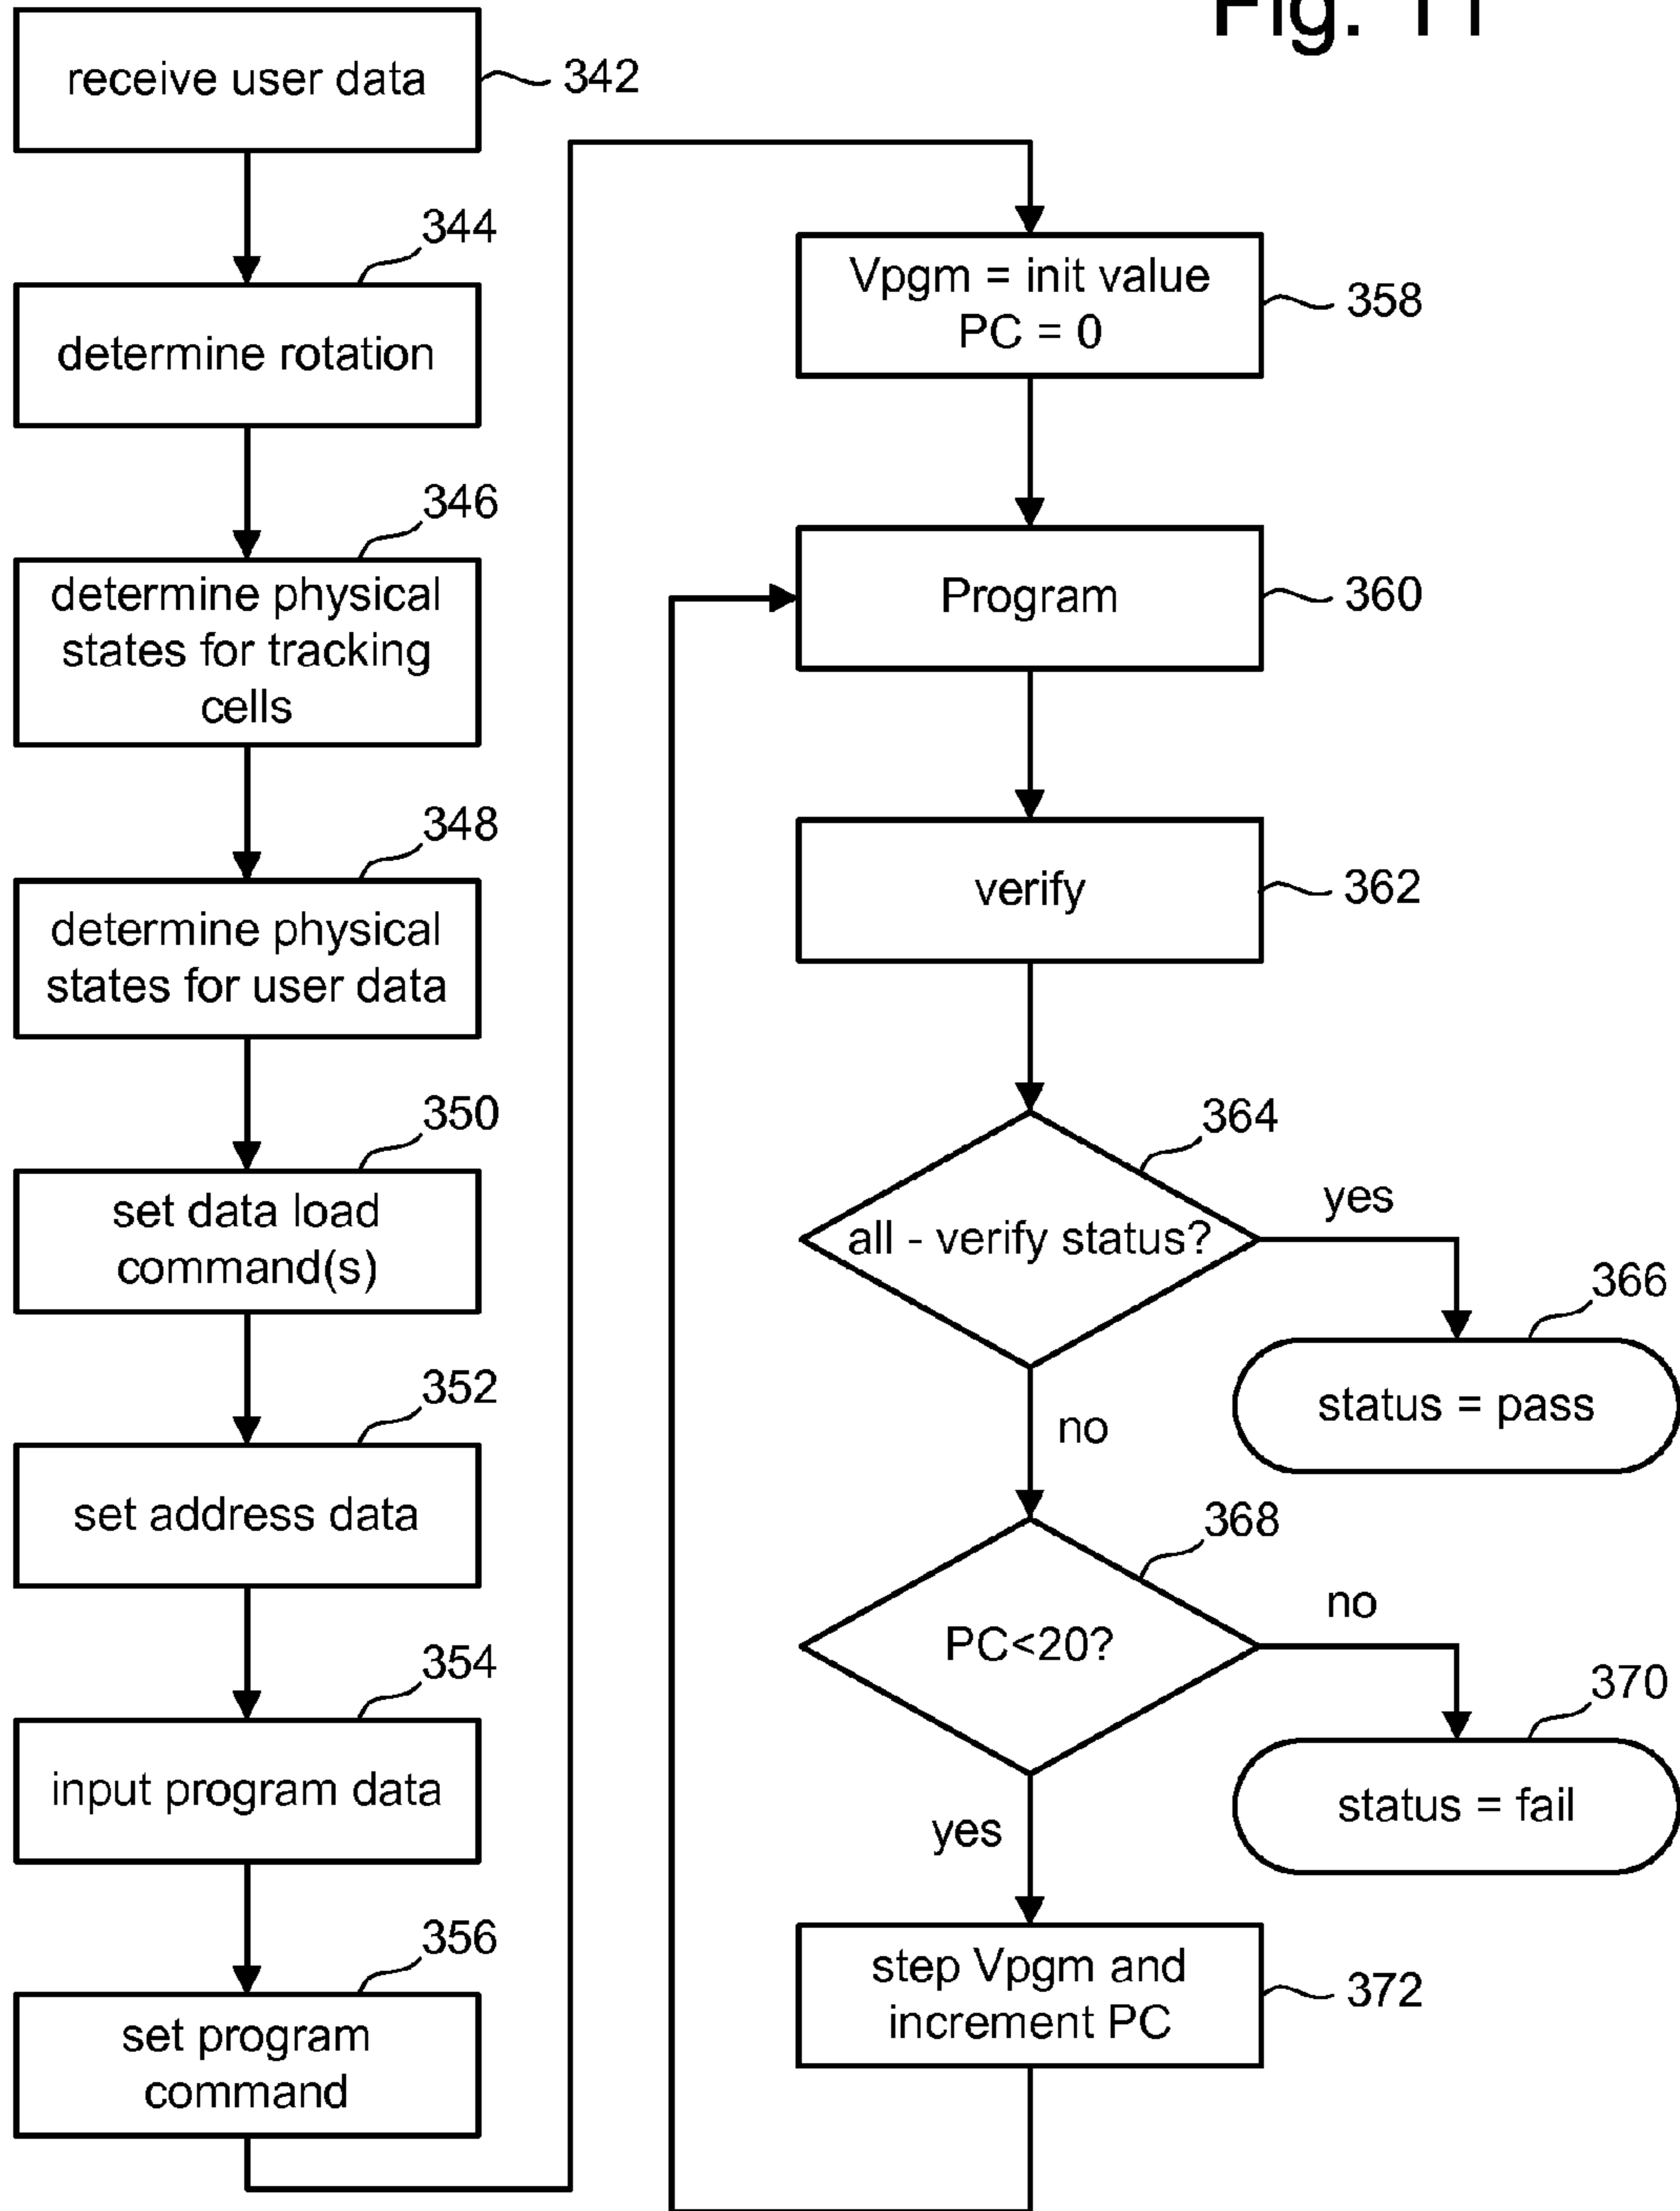 Fig. 11
receive user data
342
344
determine rotation
346
determine physical
states for tracking
cells
348
determine physical
states for user data
350
set data load
command(s)
352
set address data
354
input program data
356
set program
command
Vpgm = init value
PC = 0
358
Program
360
verify
362
364
all - verify status?
yes
366
status = pass
no
368
PC<20?
no
370
status = fail
yes
step Vpgm and
increment PC
372